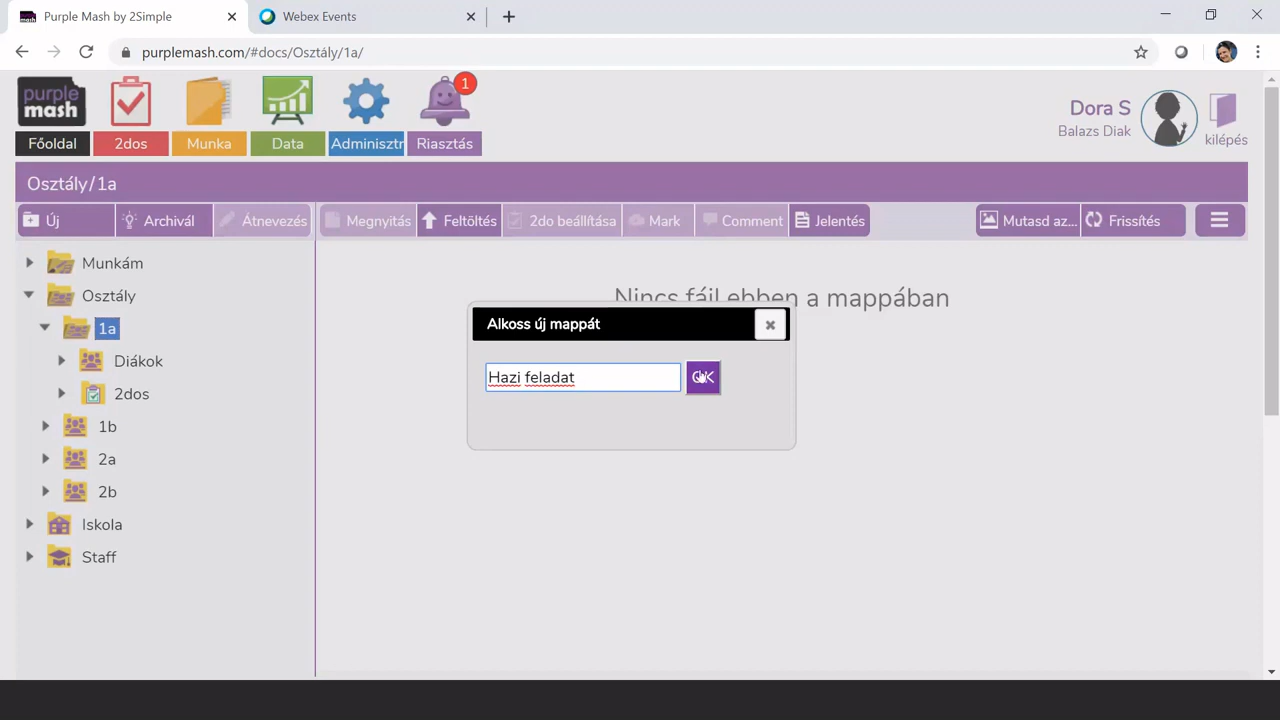 Purple Mash by 2Simple
Webex Events
purplemash.com/#docs/Osztály/1a/
purple mash
1
Főoldal
2dos
Munka
Data
Adminisztr
Riasztás
Dora S
Balazs Diak
kilépés
Osztály/1a
Új
Archivál
Átnevezés
Megnyitás
Feltöltés
2do beállítása
Mark
Comment
Jelentés
Mutasd az...
Frissítés
Munkám
Osztály
1a
Diákok
2dos
1b
2a
2b
Iskola
Staff
Nincs fájl ebben a mappában
Alkoss új mappát
Hazi feladat
OK